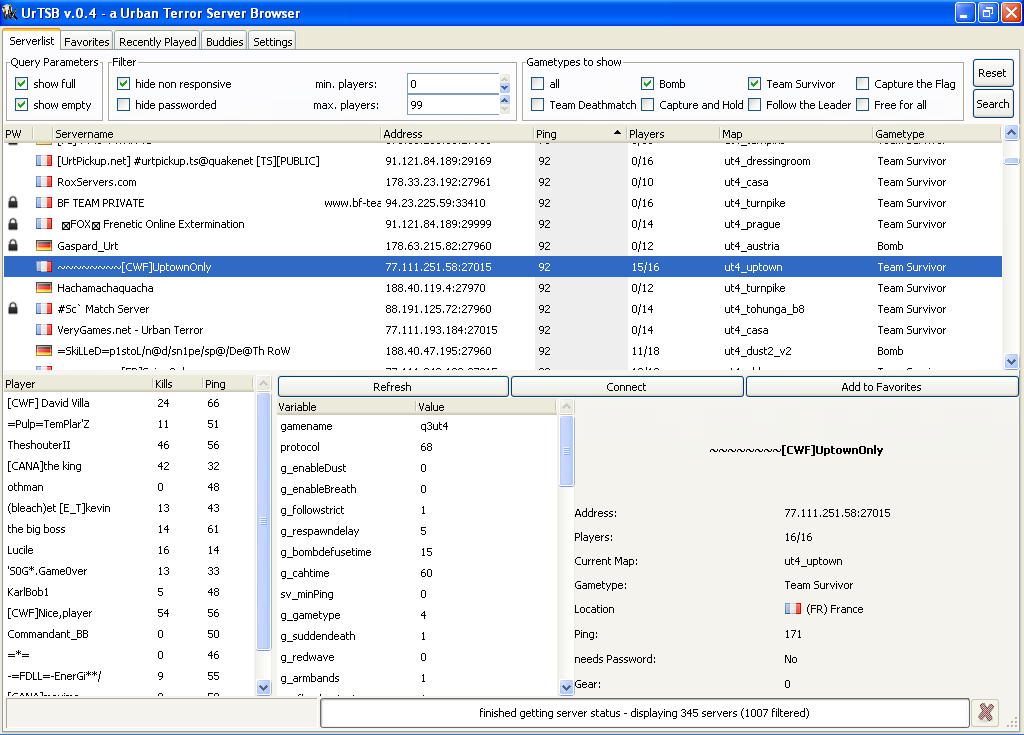 UrTSB v.0.4 - a Urban Terror Server Browser
Serverlist Favorites Recently Played Buddies Settings
Query Parameters Filter Gametypes to show
show full hide non responsive min. players: 0 all Bomb Team Survivor Capture the Flag Reset
show empty hide passworded max. players: 99 Team Deathmatch Capture and Hold Follow the Leader Free for all Search
PW Servername Address Ping Players Map Gametype
[UrtPickup.net] #urtpickup.ts@quakenet [TS][PUBLIC] 91.121.84.189:29169 92 0/16 ut4_dressingroom Team Survivor
RoxServers.com 178.33.23.192:27961 92 0/10 ut4_casa Team Survivor
BF TEAM PRIVATE www.bf-tea 94.23.225.59:33410 92 0/16 ut4_turnpike Team Survivor
FOX Frenetic Online Extermination 91.121.84.189:29999 92 0/14 ut4_prague Team Survivor
Gaspard_Urt 178.63.215.82:27960 92 0/12 ut4_austria Bomb
~~~~~~~~[CWF]UptownOnly 77.111.251.58:27015 92 15/16 ut4_uptown Team Survivor
Hachamachaquacha 188.40.119.4:27970 92 0/12 ut4_turnpike Team Survivor
#Sc` Match Server 88.191.125.72:27960 92 0/14 ut4_tohunga_b8 Team Survivor
VeryGames.net - Urban Terror 77.111.193.184:27015 92 0/14 ut4_casa Team Survivor
=SkiLLeD=p1stoL/n@d/sn1pe/sp@/De@Th RoW 188.40.47.195:27960 92 11/18 ut4_dust2_v2 Bomb
Refresh Connect Add to Favorites
Player Kills Ping
[CWF] David Villa 24 66
=Pulp=TemPlar'Z 11 51
TheshouterII 46 56
[CANA]the king 42 32
othman 0 48
(bleach)et [E_T]kevin 13 43
the big boss 14 61
Lucile 16 14
'S0G*.GameOver 13 33
KarlBob1 5 48
[CWF]Nice,player 54 56
Commandant_BB 0 50
=*= 0 46
-=FDLL=-EnerGi**/ 9 55
Variable Value
gamename q3ut4
protocol 68
g_enableDust 0
g_enableBreath 0
g_followstrict 1
g_respawndelay 5
g_bombdefusetime 15
g_cahtime 60
sv_minPing 0
g_gametype 4
g_suddendeath 1
g_redwave 0
g_armbands 1
~~~~~~~~[CWF]UptownOnly
Address: 77.111.251.58:27015
Players: 16/16
Current Map: ut4_uptown
Gametype: Team Survivor
Location (FR) France
Ping: 171
needs Password: No
Gear: 0
finished getting server status - displaying 345 servers (1007 filtered)